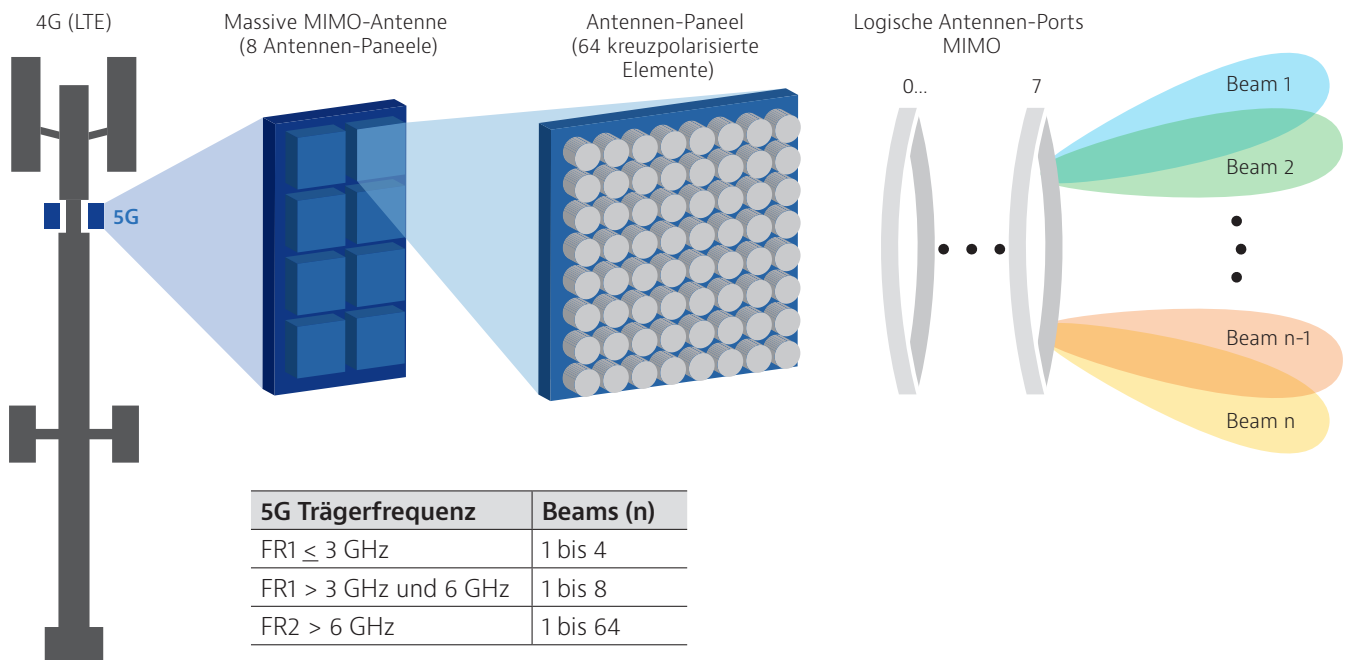 4G (LTE)
Massive MIMO-Antenne
(8 Antennen-Paneele)
Antennen-Paneel
(64 kreuzpolarisierte
Elemente)
Logische Antennen-Ports
MIMO
0...
7
5G
Beam 1
Beam 2
Beam n-1
Beam n
5G Trägerfrequenz Beams (n)
FR1 ≤ 3 GHz 1 bis 4
FR1 > 3 GHz und 6 GHz 1 bis 8
FR2 > 6 GHz 1 bis 64